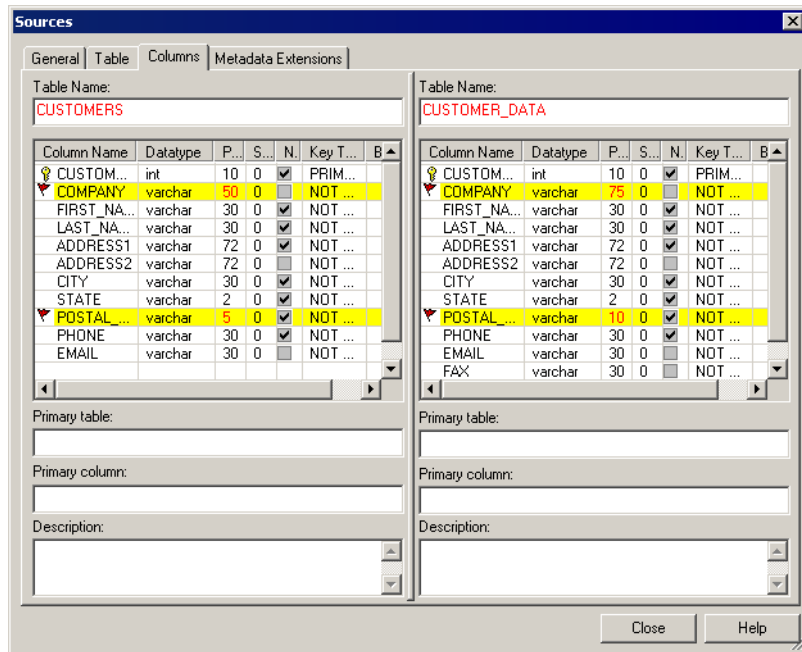 Sources
General Table Columns Metadata Extensions
Table Name:
CUSTOMERS
Column Name Datatype P... S... N. Key T... B
CUSTOM... int 10 0 PRIM...
COMPANY varchar 50 0 NOT ...
FIRST_NA... varchar 30 0 NOT ...
LAST_NA... varchar 30 0 NOT ...
ADDRESS1 varchar 72 0 NOT ...
ADDRESS2 varchar 72 0 NOT ...
CITY varchar 30 0 NOT ...
STATE varchar 2 0 NOT ...
POSTAL_... varchar 5 0 NOT ...
PHONE varchar 30 0 NOT ...
EMAIL varchar 30 0 NOT ...
Primary table:
Primary column:
Description:
Table Name:
CUSTOMER_DATA
Column Name Datatype P... S... N. Key T... B
CUSTOM... int 10 0 PRIM...
COMPANY varchar 75 0 NOT ...
FIRST_NA... varchar 30 0 NOT ...
LAST_NA... varchar 30 0 NOT ...
ADDRESS1 varchar 72 0 NOT ...
ADDRESS2 varchar 72 0 NOT ...
CITY varchar 30 0 NOT ...
STATE varchar 2 0 NOT ...
POSTAL_... varchar 10 0 NOT ...
PHONE varchar 30 0 NOT ...
EMAIL varchar 30 0 NOT ...
FAX varchar 30 0 NOT ...
Primary table:
Primary column:
Description:
Close Help